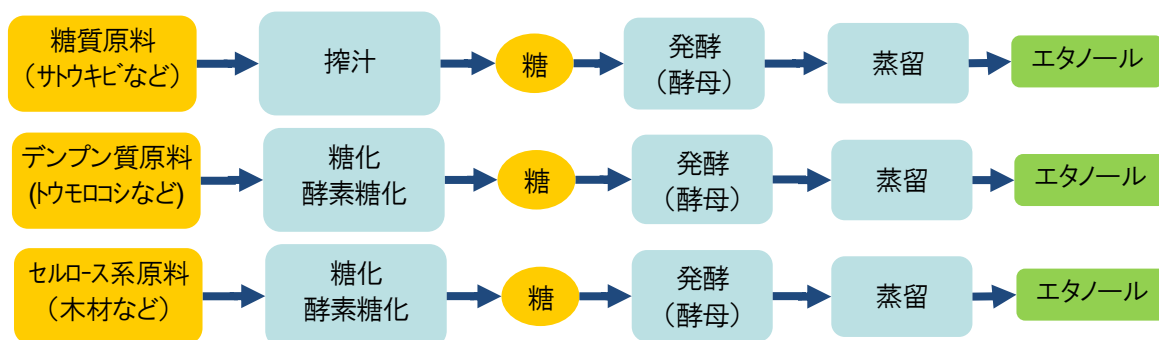 糖質原料
（サトウキビなど）
搾汁
糖
発酵
（酵母）
蒸留
エタノール
デンプン質原料
(トウモロコシなど)
糖化
酵素糖化
糖
発酵
（酵母）
蒸留
エタノール
セルロース系原料
（木材など）
糖化
酵素糖化
糖
発酵
（酵母）
蒸留
エタノール